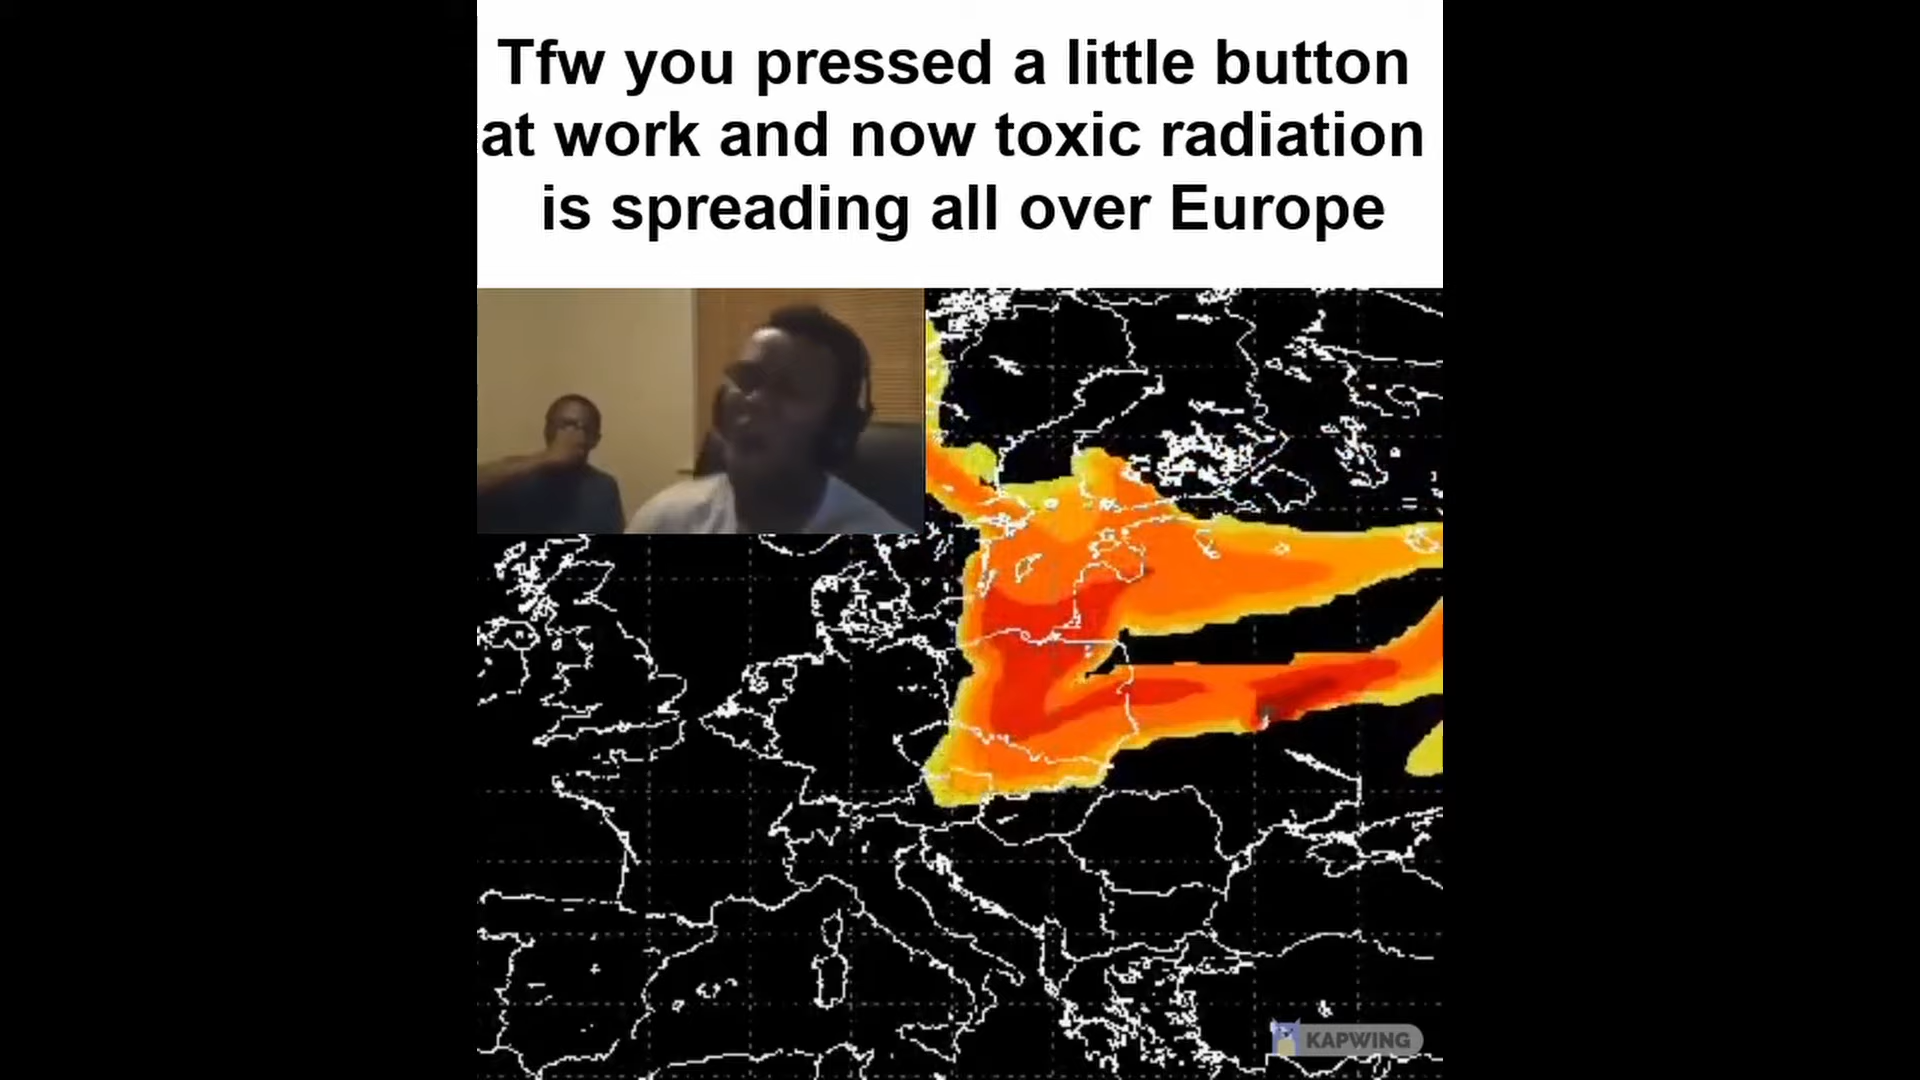 Tfw you pressed a little button
at work and now toxic radiation
is spreading all over Europe
KAPWING